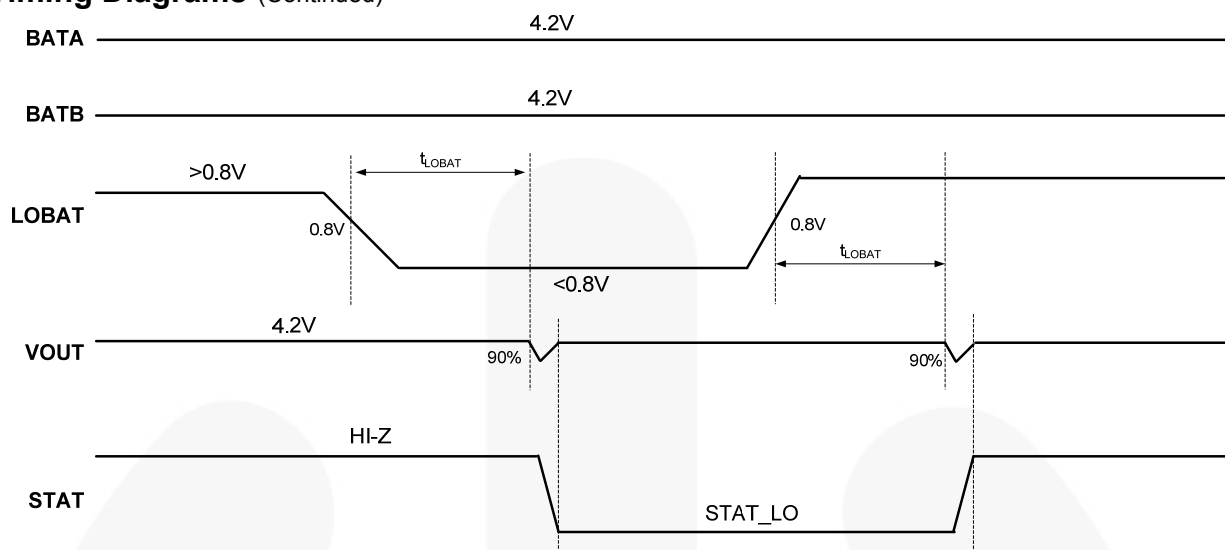 Timing Diagrams (Continued)
4.2V
BATA
4.2V
BATB
tLOBAT
>0.8V
LOBAT
0.8V
0.8V
tLOBAT
<0.8V
4.2V
VOUT
90%
90%
HI-Z
STAT
STAT_LO